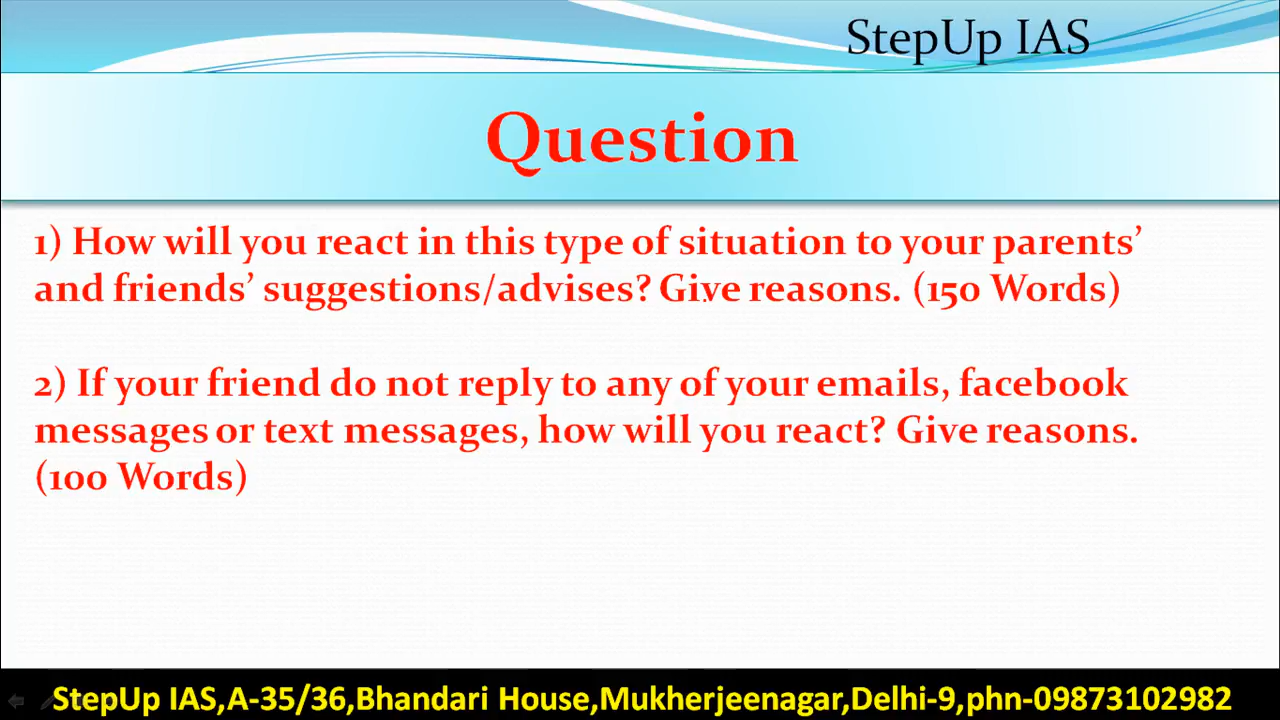 StepUp IAS
Question
1) How will you react in this type of situation to your parents’
and friends’ suggestions/advises? Give reasons. (150 Words)
2) If your friend do not reply to any of your emails, facebook
messages or text messages, how will you react? Give reasons.
(100 Words)
StepUp IAS,A-35/36,Bhandari House,Mukherjeenagar,Delhi-9,phn-09873102982